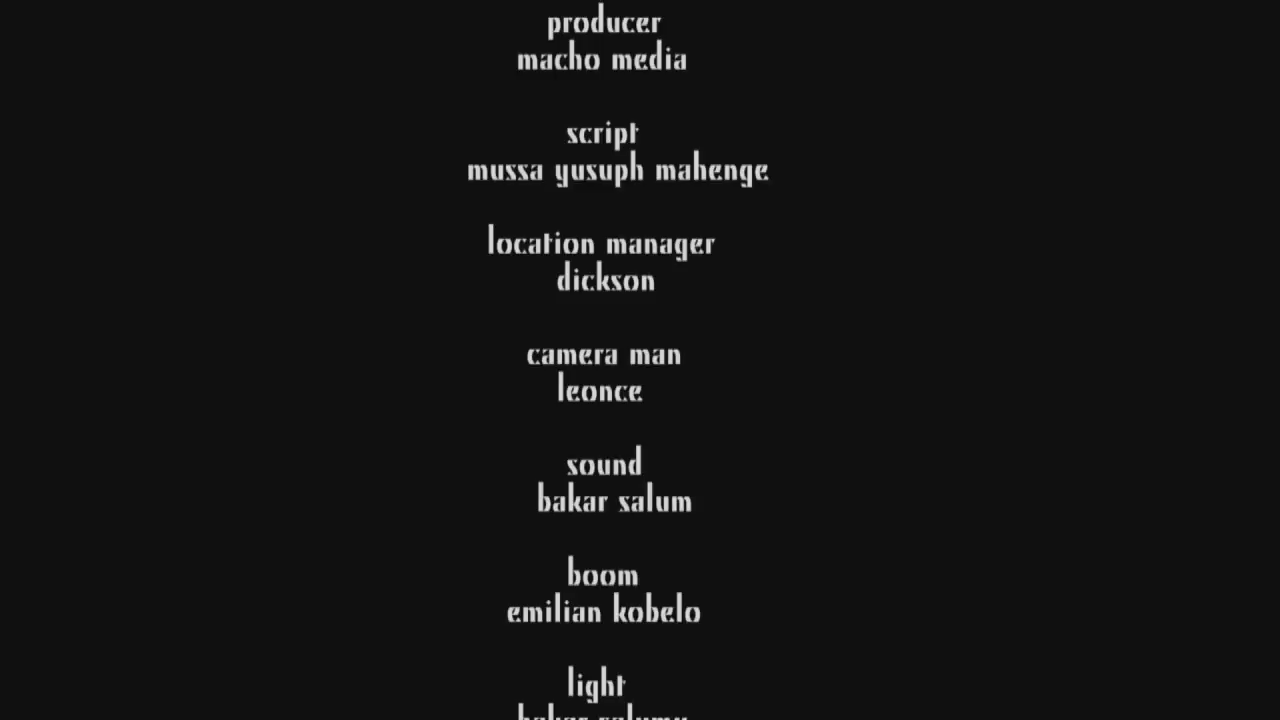 producer
macho media
script
mussa yusuph mahenge
location manager
dickson
camera man
leonce
sound
bakar salum
boom
emilian kobelo
light